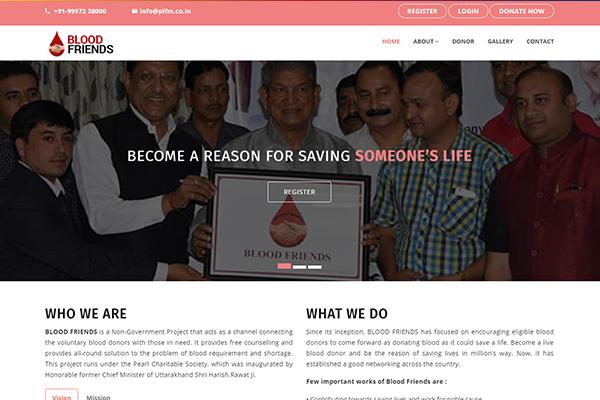 +91-99972 38000
info@pifm.co.in
REGISTER
LOGIN
DONATE NOW
BLOOD
FRIENDS
HOME
ABOUT
DONOR
GALLERY
CONTACT
BECOME A REASON FOR SAVING SOMEONE'S LIFE
REGISTER
BLOOD FRIENDS
WHO WE ARE
BLOOD FRIENDS is a Non-Government Project that acts as a channel connecting
the voluntary blood donors with those in need. It provides free counselling and
provides all-round solution to the problem of blood requirement and shortage.
This project runs under the Pearl Charitable Society, which was inaugurated by
Honorable former Chief Minister of Uttarakhand Shri Harish Rawat Ji.
Vision
Mission
WHAT WE DO
Since its inception, BLOOD FRIENDS has focused on encouraging eligible blood
donors to come forward as donating blood as it could save a life. Become a live
blood donor and be the reason of saving lives in million's way. Now, it has
established a good networking across the country.
Few important works of Blood Friends are :
• Contributing towards saving lives and work for noble cause